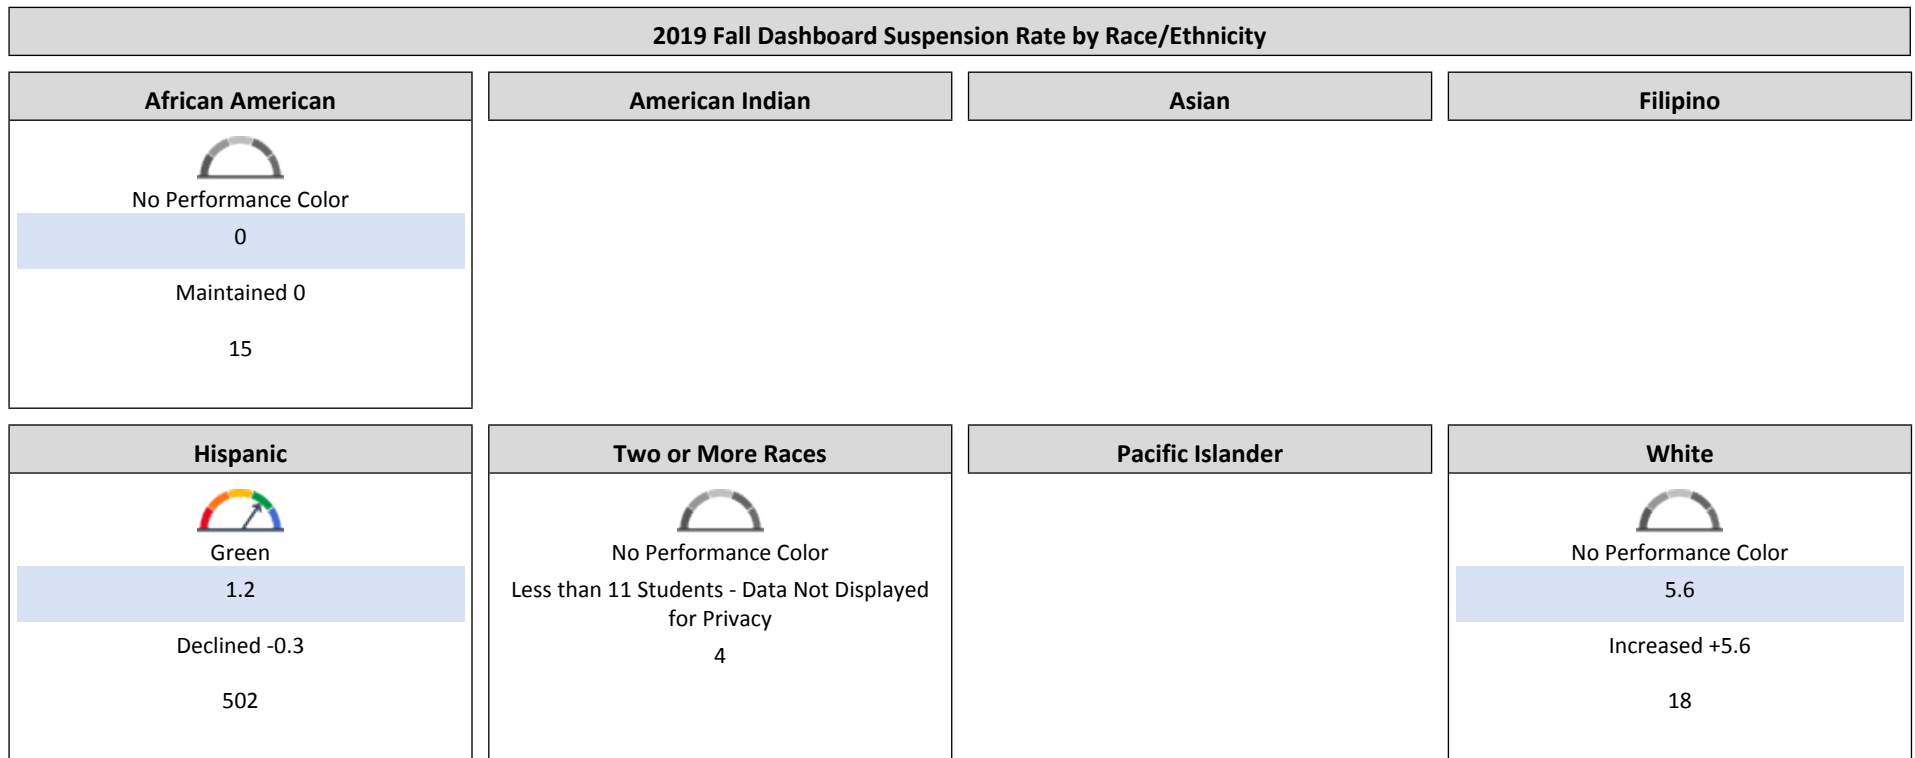 2019 Fall Dashboard Suspension Rate by Race/Ethnicity
African American
American Indian
Asian
Filipino
No Performance Color
0
Maintained 0
15
Hispanic
Two or More Races
Pacific Islander
White
Green
1.2
Declined -0.3
502
No Performance Color
Less than 11 Students - Data Not Displayed
for Privacy
4
No Performance Color
5.6
Increased +5.6
18